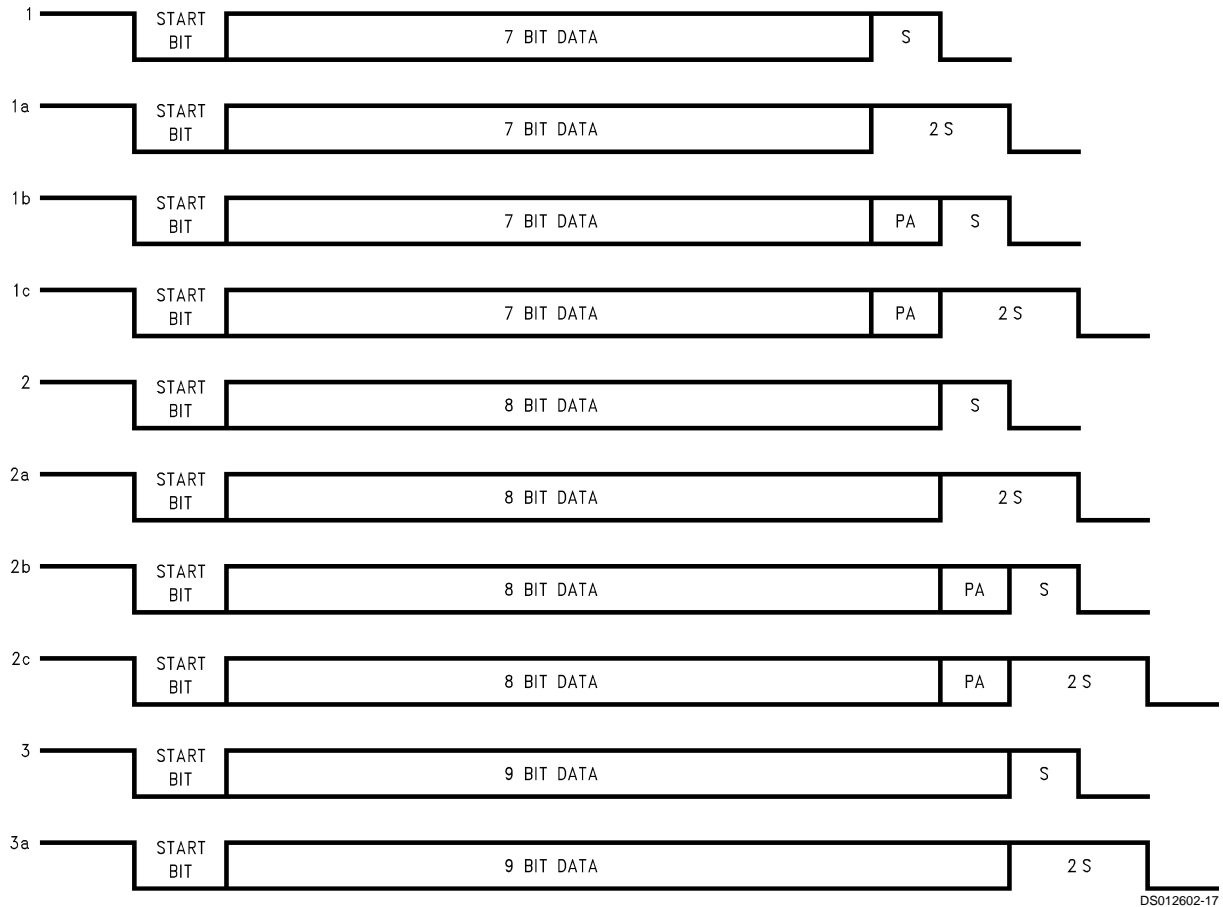 1 START BIT 7 BIT DATA S
1a START BIT 7 BIT DATA 2 S
1b START BIT 7 BIT DATA PA S
1c START BIT 7 BIT DATA PA 2 S
2 START BIT 8 BIT DATA S
2a START BIT 8 BIT DATA 2 S
2b START BIT 8 BIT DATA PA S
2c START BIT 8 BIT DATA PA 2 S
3 START BIT 9 BIT DATA S
3a START BIT 9 BIT DATA 2 S
DS012602-17